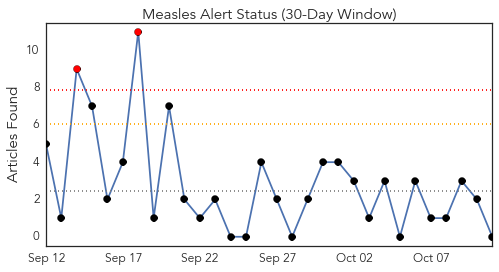 Measles Alert Status (30-Day Window)
Articles Found
10
8
6
4
2
0
Sep 12 Sep 17 Sep 22 Sep 27 Oct 02 Oct 07